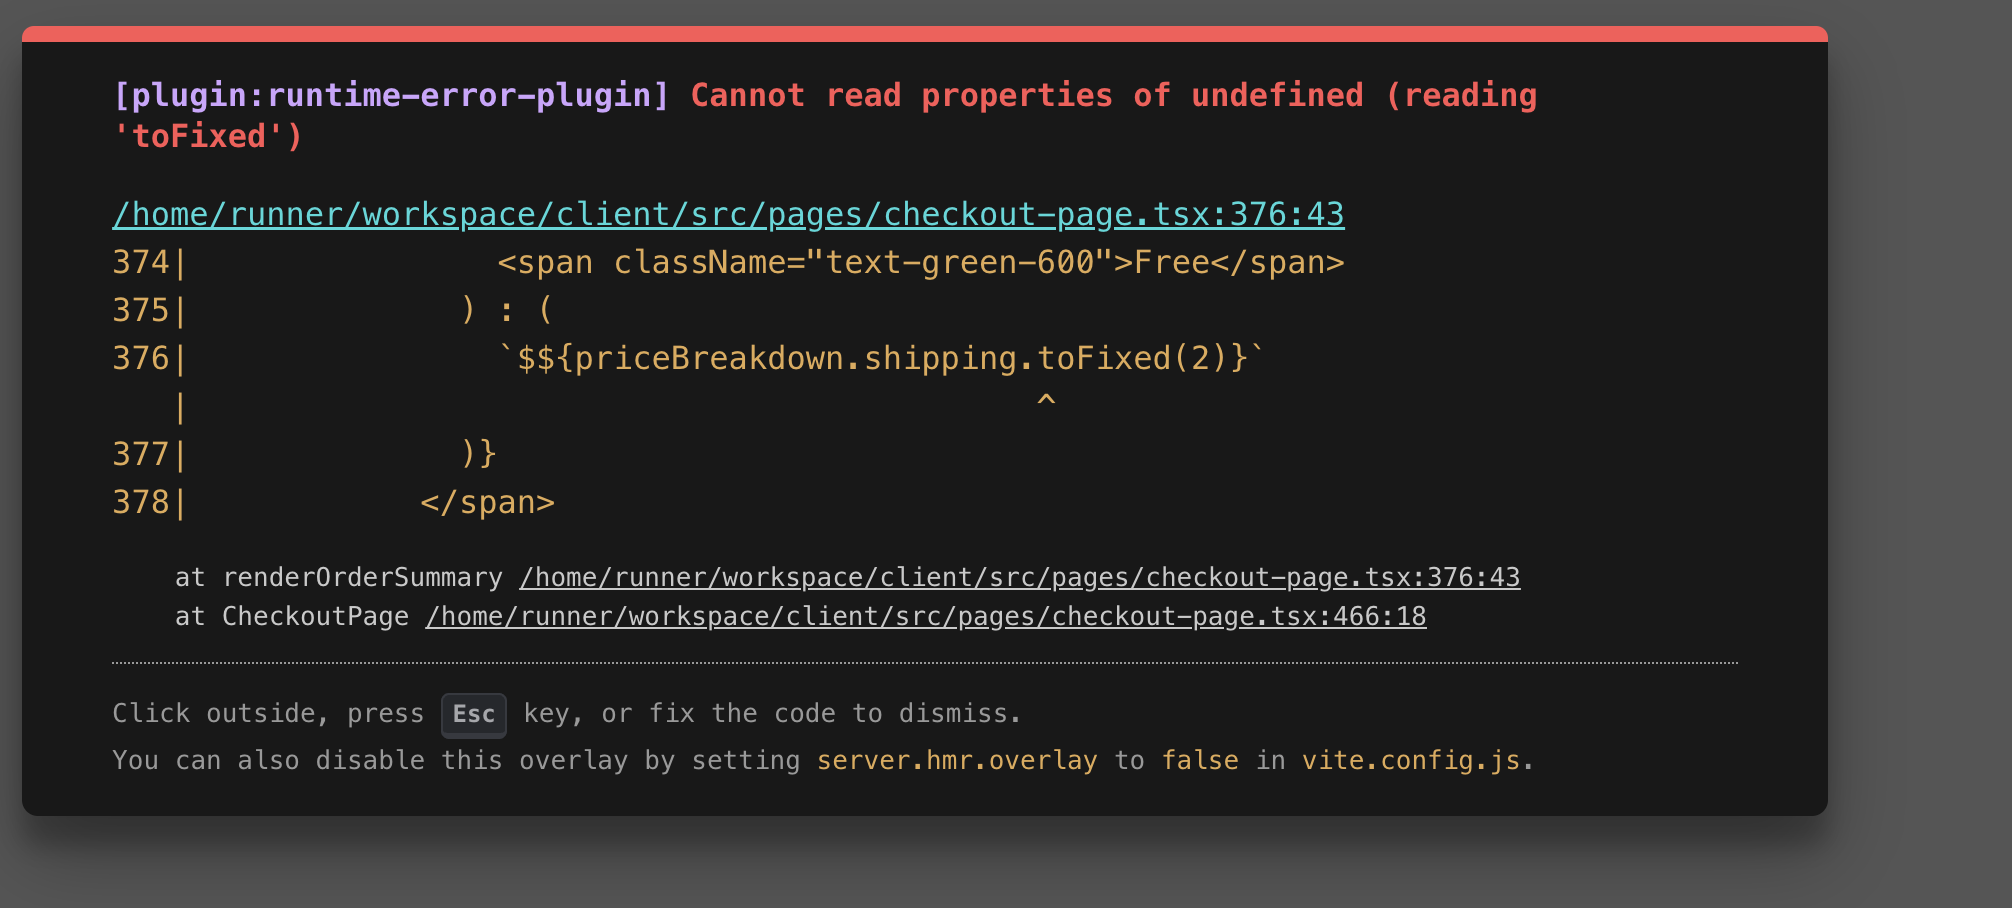 [plugin:runtime-error-plugin] Cannot read properties of undefined (reading
'toFixed')
/home/runner/workspace/client/src/pages/checkout-page.tsx:376:43
374|                <span className="text-green-600">Free</span>
375|              ) : (
376|                `$${priceBreakdown.shipping.toFixed(2)}`
   |                                            ^
377|              )}
378|            </span>
    at renderOrderSummary /home/runner/workspace/client/src/pages/checkout-page.tsx:376:43
    at CheckoutPage /home/runner/workspace/client/src/pages/checkout-page.tsx:466:18
Click outside, press Esc key, or fix the code to dismiss.
You can also disable this overlay by setting server.hmr.overlay to false in vite.config.js.